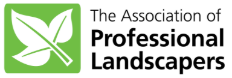 The Association of
Professional
Landscapers